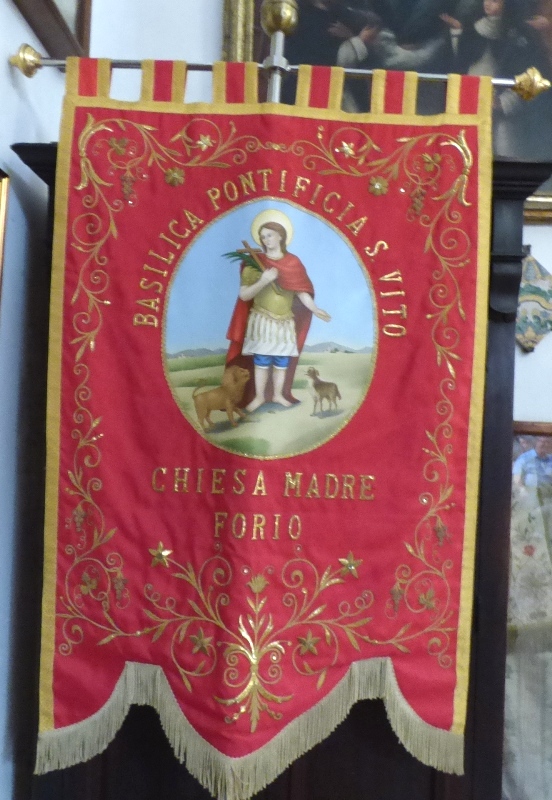 BASILICA PONTIFICIA S. VITO
CHIESA MADRE
FORIO